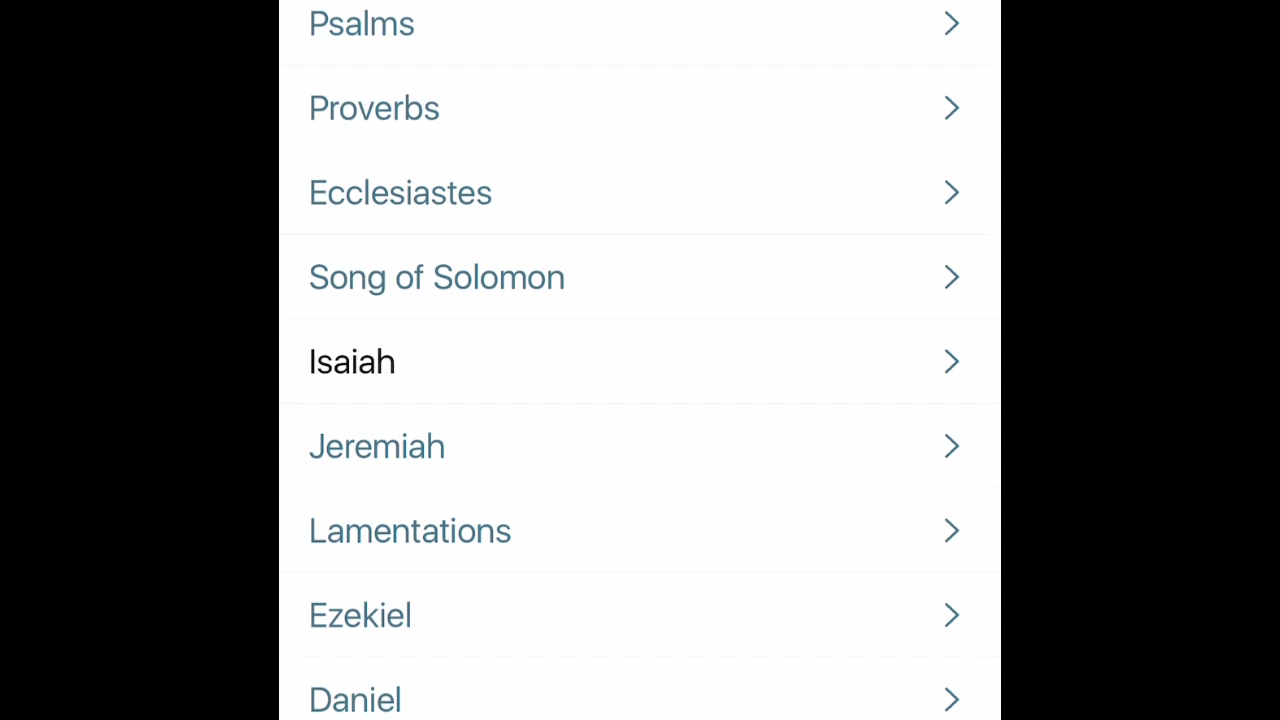 Psalms
Proverbs
Ecclesiastes
Song of Solomon
Isaiah
Jeremiah
Lamentations
Ezekiel
Daniel